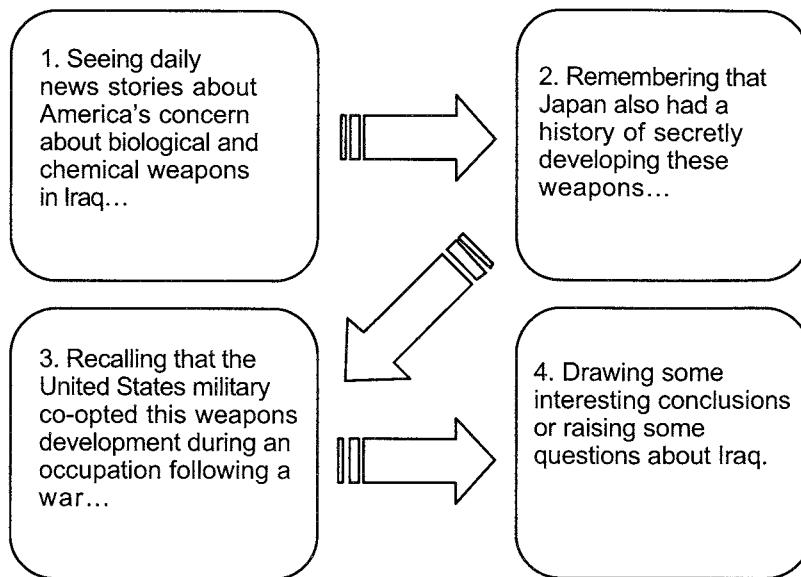 1. Seeing daily
news stories about
America's concern
about biological and
chemical weapons
in Iraq...
2. Remembering that
Japan also had a
history of secretly
developing these
weapons...
3. Recalling that the
United States military
co-opted this weapons
development during an
occupation following a
war...
4. Drawing some
interesting conclusions
or raising some
questions about Iraq.